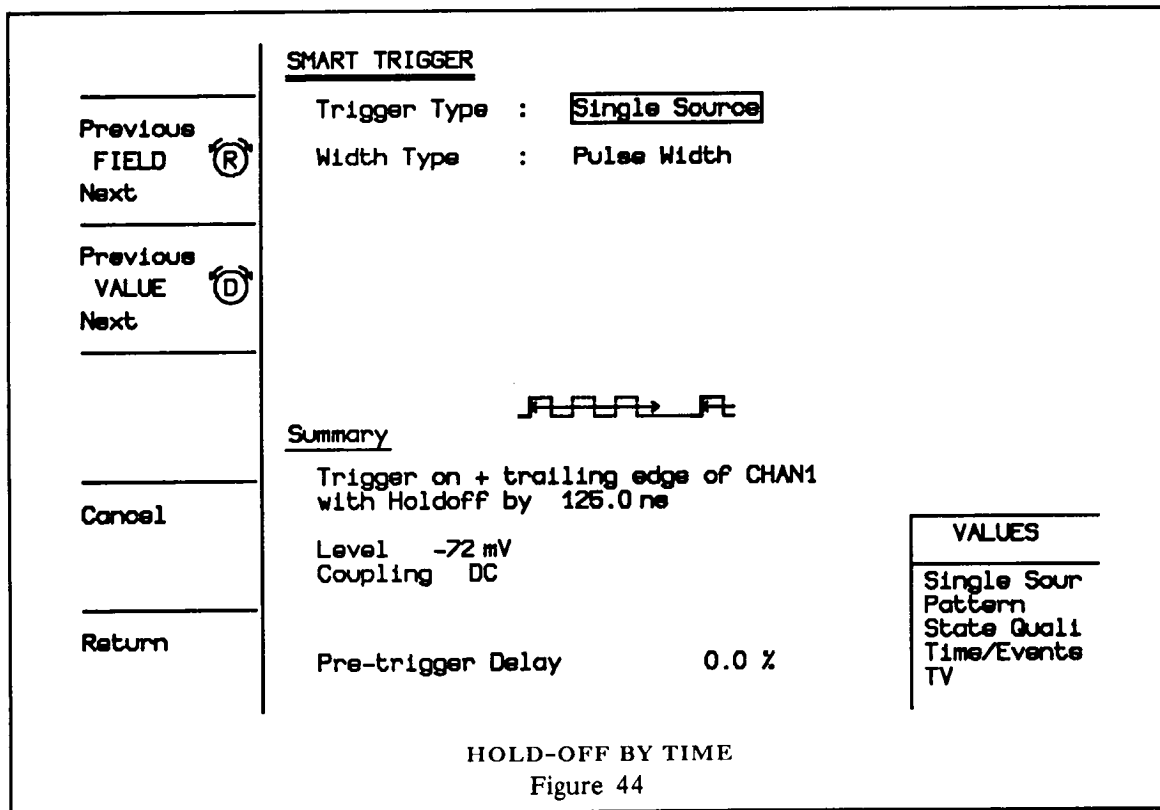 SMART TRIGGER
Trigger Type : Single Source
Width Type : Pulse Width
Previous
FIELD R
Next
Previous
VALUE D
Next
Cancel
Return
Summary
Trigger on + trailing edge of CHAN1
with Holdoff by 125.0 ns
Level -72 mV
Coupling DC
Pre-trigger Delay 0.0 %
VALUES
Single Sour
Pattern
State Quali
Time/Events
TV
HOLD-OFF BY TIME
Figure 44